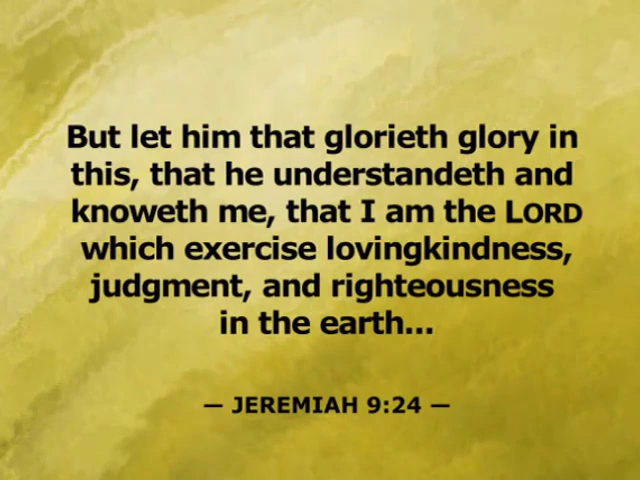 But let him that glorieth glory in
this, that he understandeth and
knoweth me, that I am the LORD
which exercise lovingkindness,
judgment, and righteousness
in the earth...
— JEREMIAH 9:24 —